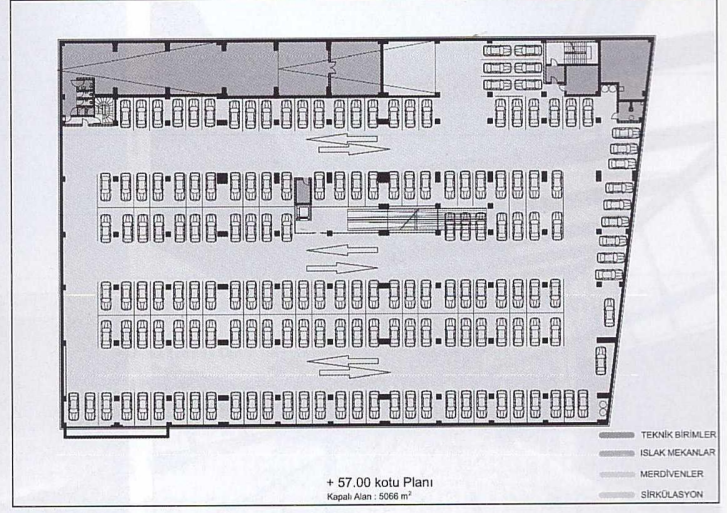 TEKNİK BİRİMLER
ISLAK MEKANLAR
MERDİVENLER
SİRKÜLASYON
+ 57.00 kotu Planı
Kapalı Alan : 5066 m²